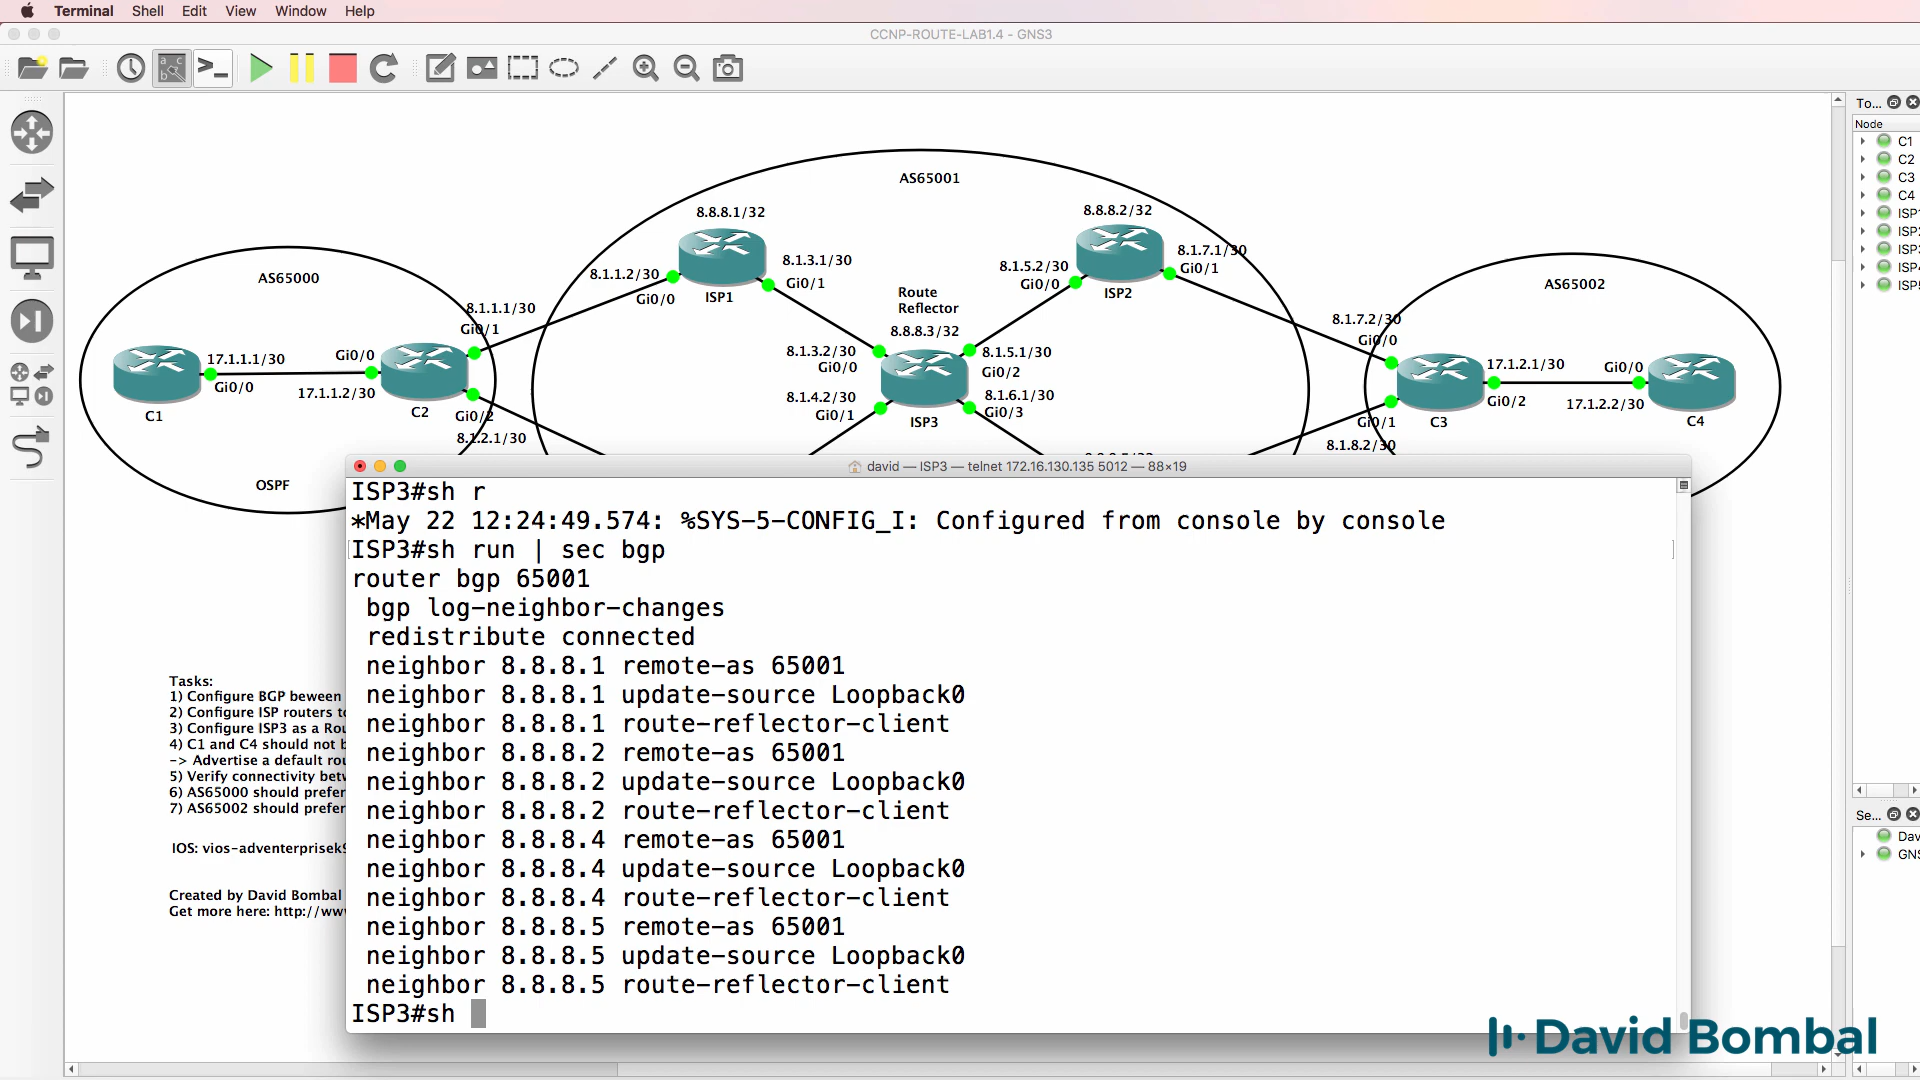 Terminal Shell Edit View Window Help
CCNP-ROUTE-LAB1.4 - GNS3
To...
Node
C1
C2
C3
C4
AS65001
8.8.8.1/32
8.8.8.2/32
8.1.3.1/30
Gi0/1
8.1.1.2/30
Gi0/0
ISP1
8.1.7.1/30
Gi0/1
8.1.5.2/30
Gi0/0
ISP2
AS65000
AS65002
Route
Reflector
8.8.8.3/32
8.1.1.1/30
Gi0/1
8.1.7.2/30
Gi0/0
17.1.1.1/30
Gi0/0
Gi0/0
17.1.1.2/30
C1
C2
8.1.3.2/30
Gi0/0
8.1.5.1/30
Gi0/2
8.1.4.2/30
Gi0/1
8.1.6.1/30
Gi0/3
ISP3
17.1.2.1/30
Gi0/2
Gi0/0
17.1.2.2/30
C3
C4
Gi0/2
8.1.2.1/30
Gi0/1
8.1.8.2/30
OSPF
david — ISP3 — telnet 172.16.130.135 5012 — 88×19
ISP3#sh r
*May 22 12:24:49.574: %SYS-5-CONFIG_I: Configured from console by console
ISP3#sh run | sec bgp
router bgp 65001
bgp log-neighbor-changes
redistribute connected
neighbor 8.8.8.1 remote-as 65001
neighbor 8.8.8.1 update-source Loopback0
neighbor 8.8.8.1 route-reflector-client
neighbor 8.8.8.2 remote-as 65001
neighbor 8.8.8.2 update-source Loopback0
neighbor 8.8.8.2 route-reflector-client
neighbor 8.8.8.4 remote-as 65001
neighbor 8.8.8.4 update-source Loopback0
neighbor 8.8.8.4 route-reflector-client
neighbor 8.8.8.5 remote-as 65001
neighbor 8.8.8.5 update-source Loopback0
neighbor 8.8.8.5 route-reflector-client
ISP3#sh
Tasks:
1) Configure BGP beween
2) Configure ISP routers
3) Configure ISP3 as a
4) C1 and C4 should not
-> Advertise a default
5) Verify connectivity
6) AS65000 should prefer
7) AS65002 should prefer
IOS:
Created by David Bombal
Get more here:
Se...
David Bombal